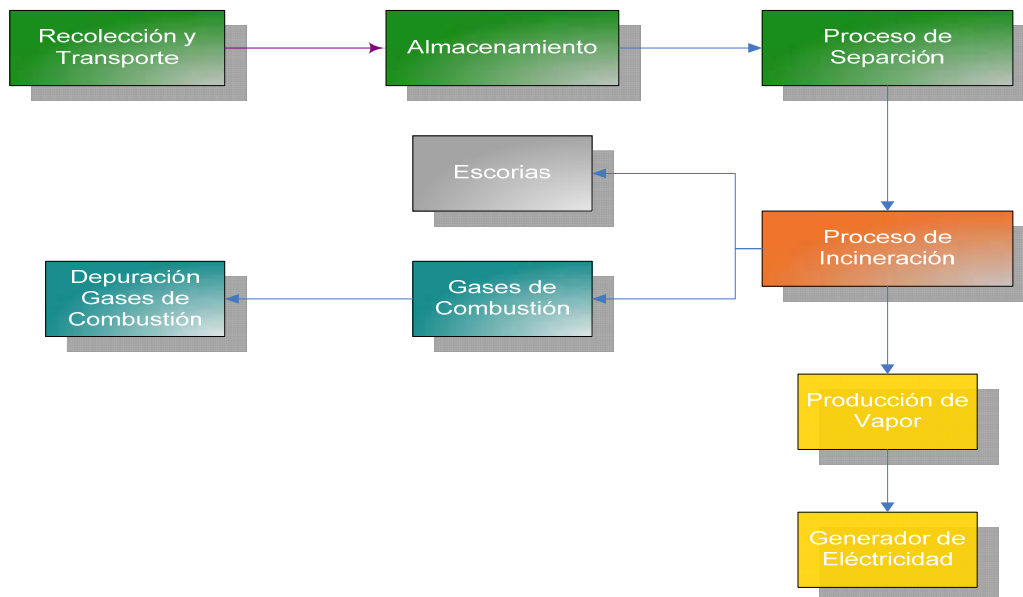 Recolección y
Transporte
Almacenamiento
Proceso de
Separción
Escorias
Proceso de
Incineración
Depuración
Gases de
Combustión
Gases de
Combustión
Producción de
Vapor
Generador de
Eléctricidad